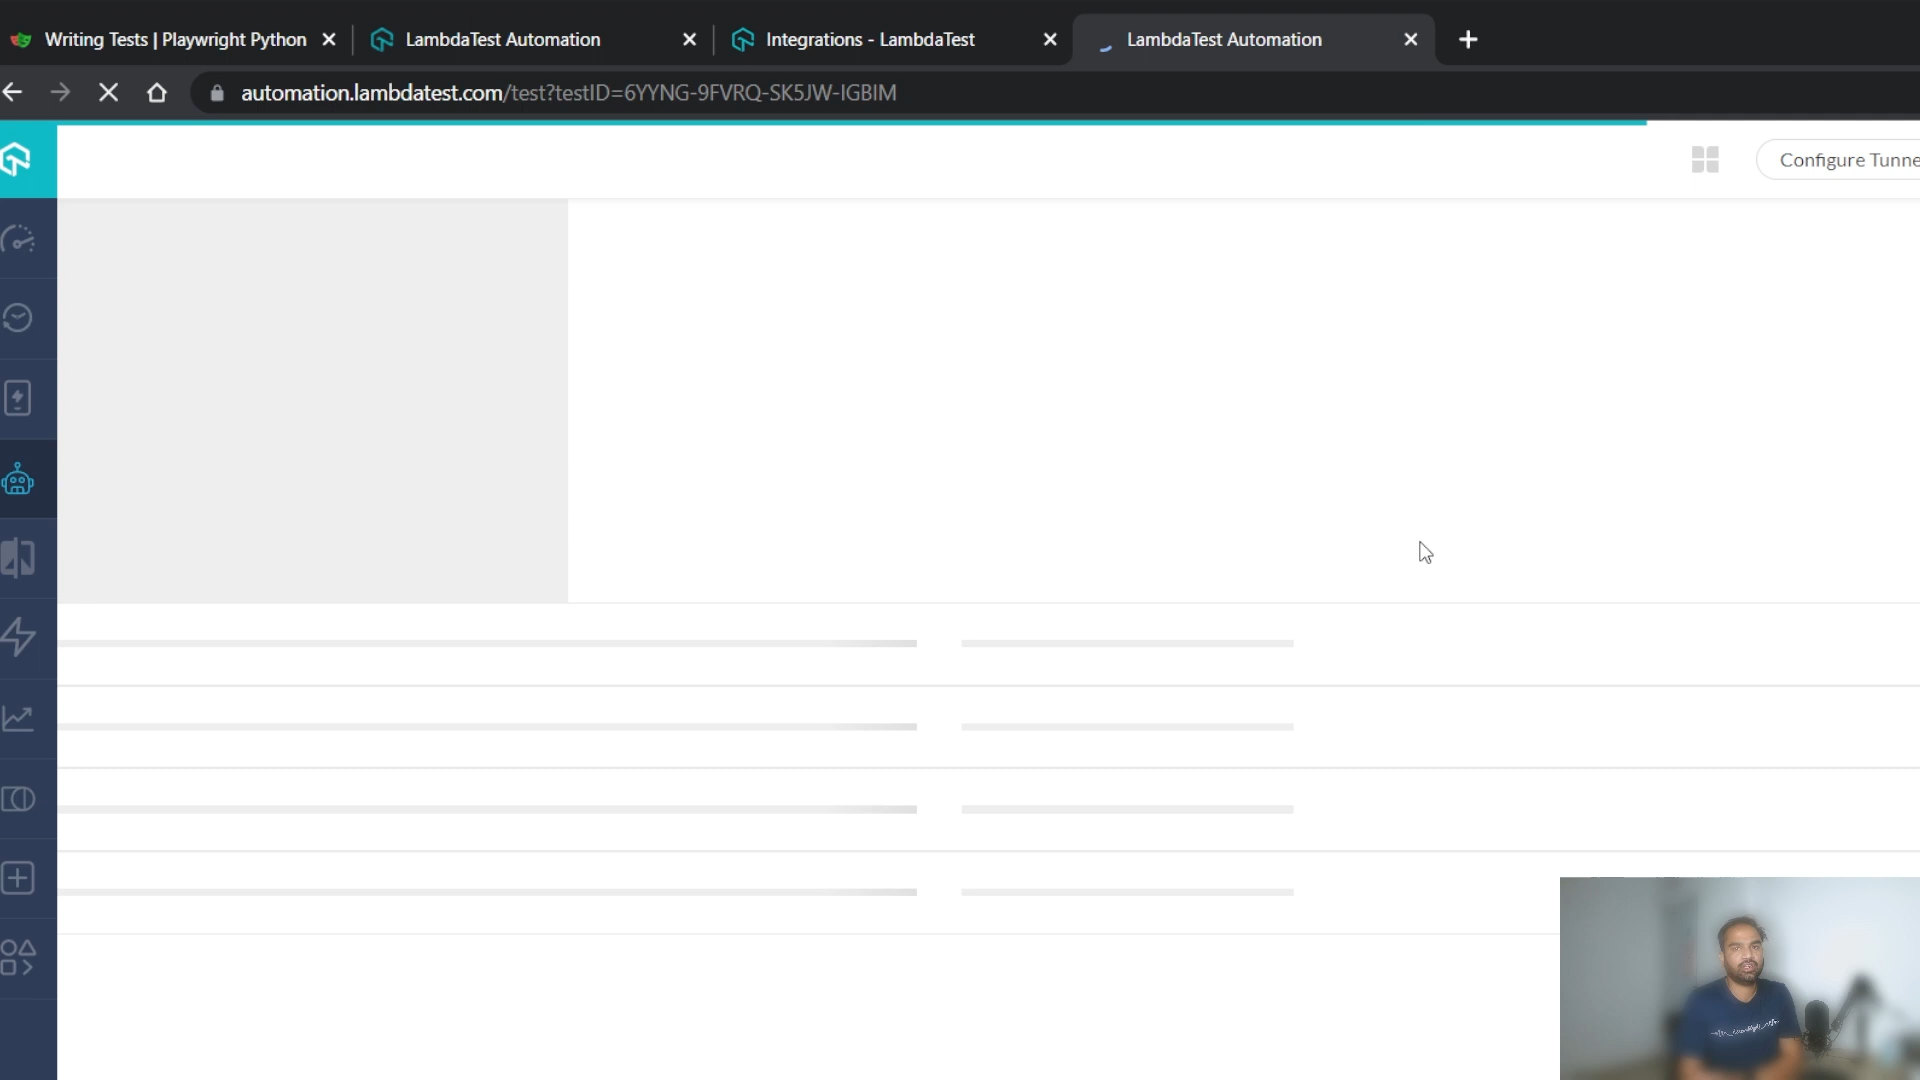 Writing Tests | Playwright Python
LambdaTest Automation
Integrations - LambdaTest
LambdaTest Automation
automation.lambdatest.com/test?testID=6YYNG-9FVRQ-SK5JW-IGBIM
Configure Tunne